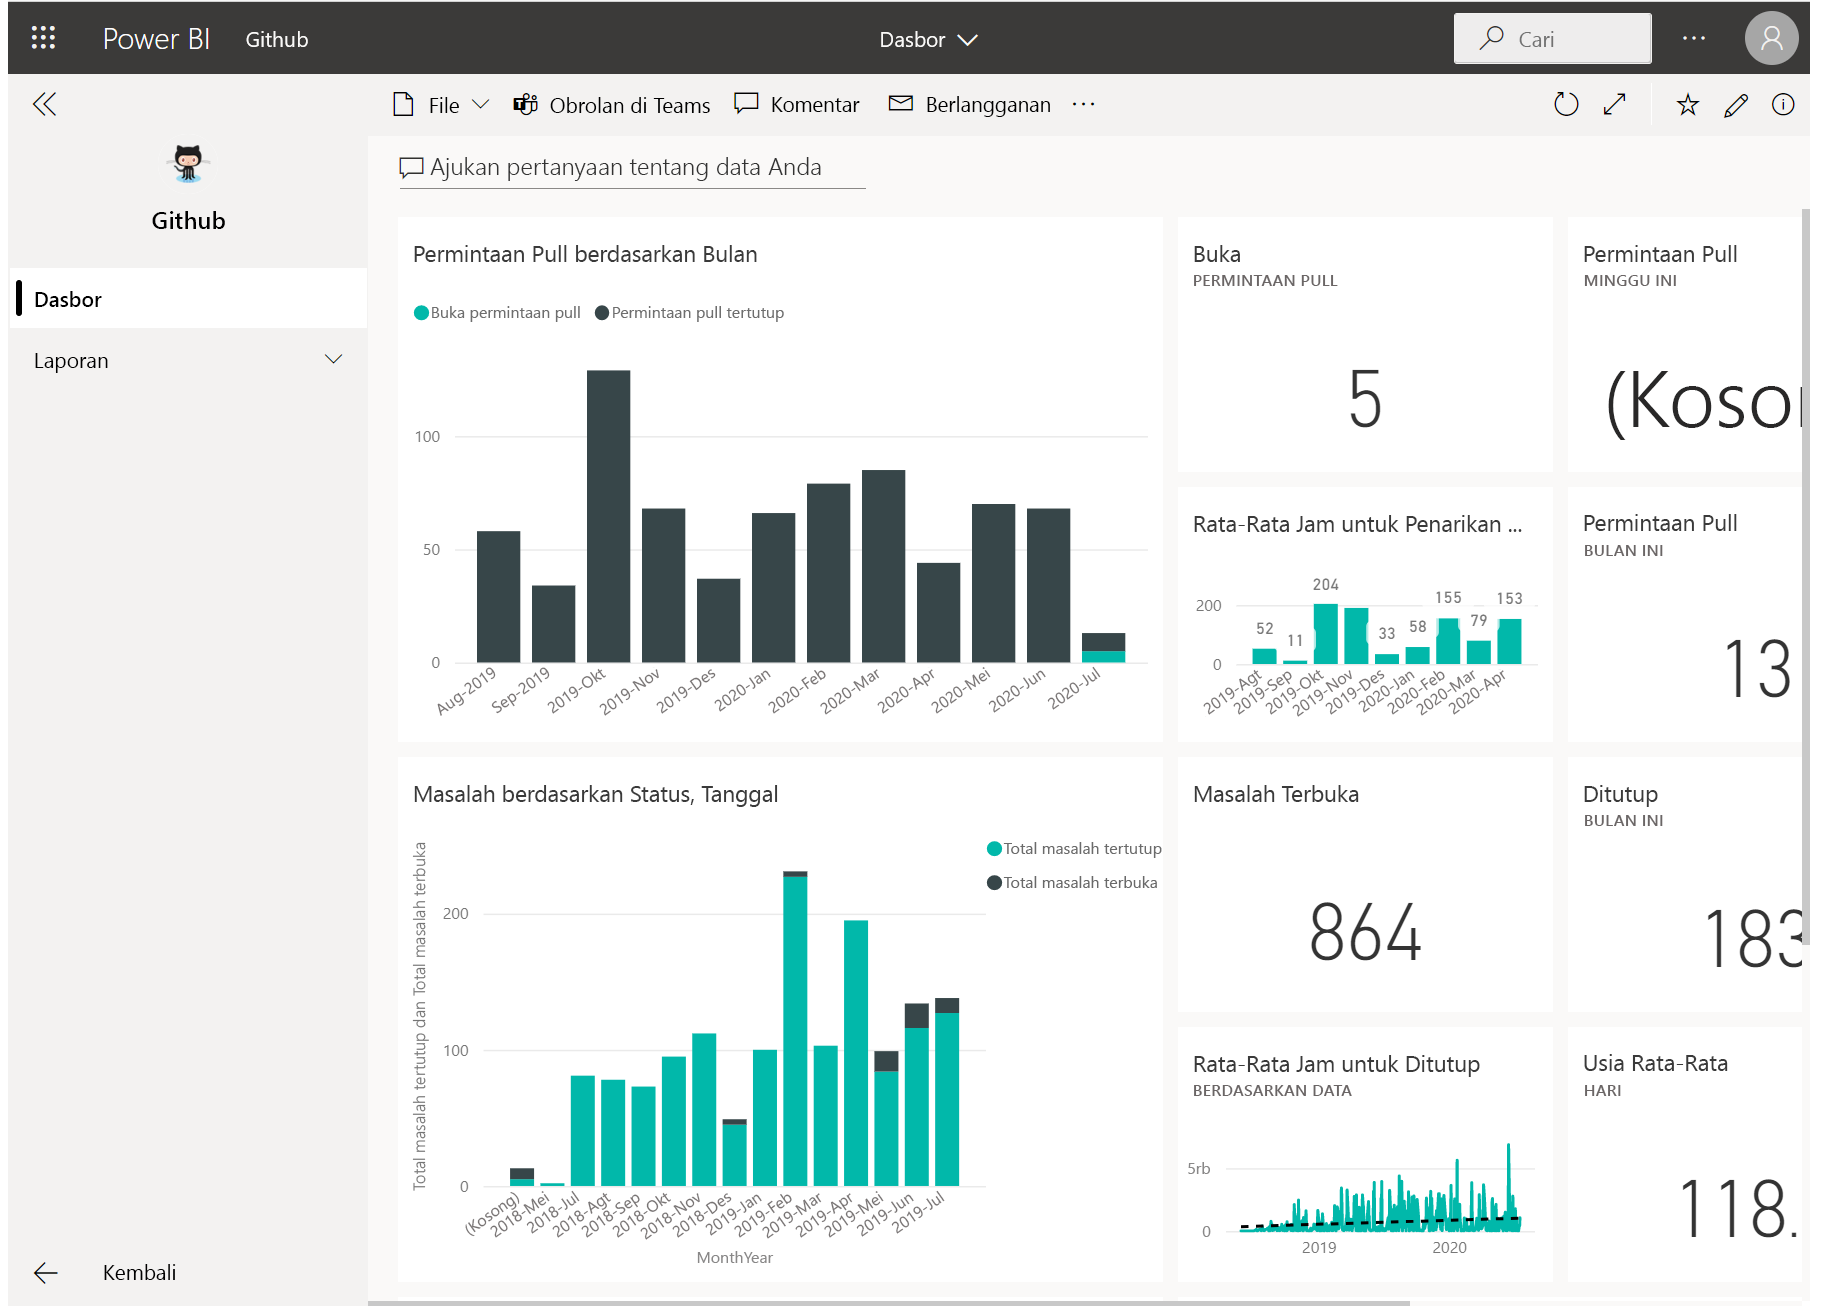 Power BI Github
Dasbor
Cari
File Obrolan di Teams Komentar Berlangganan
Github
Dasbor
Laporan
Kembali
Ajukan pertanyaan tentang data Anda
Permintaan Pull berdasarkan Bulan
Buka permintaan pull Permintaan pull tertutup
100
50
0
Aug-2019 Sep-2019 2019-Okt 2019-Nov 2019-Des 2020-Jan 2020-Feb 2020-Mar 2020-Apr 2020-Mei 2020-Jun 2020-Jul
Buka
PERMINTAAN PULL
5
Permintaan Pull
MINGGU INI
(Koso
Rata-Rata Jam untuk Penarikan ...
200
0
52 11 204 33 58 155 79 153
2019-Agt 2019-Sep 2019-Okt 2019-Nov 2019-Des 2020-Jan 2020-Feb 2020-Mar 2020-Apr
Permintaan Pull
BULAN INI
13
Masalah berdasarkan Status, Tanggal
Total masalah tertutup
Total masalah terbuka
Total masalah tertutup dan Total masalah terbuka
200
100
0
(Kosong) 2018-Mei 2018-Jul 2018-Agt 2018-Sep 2018-Okt 2018-Nov 2018-Des 2019-Jan 2019-Feb 2019-Mar 2019-Apr 2019-Mei 2019-Jun 2019-Jul
MonthYear
Masalah Terbuka
864
Ditutup
BULAN INI
183
Rata-Rata Jam untuk Ditutup
BERDASARKAN DATA
5rb
0
2019 2020
Usia Rata-Rata
HARI
118.